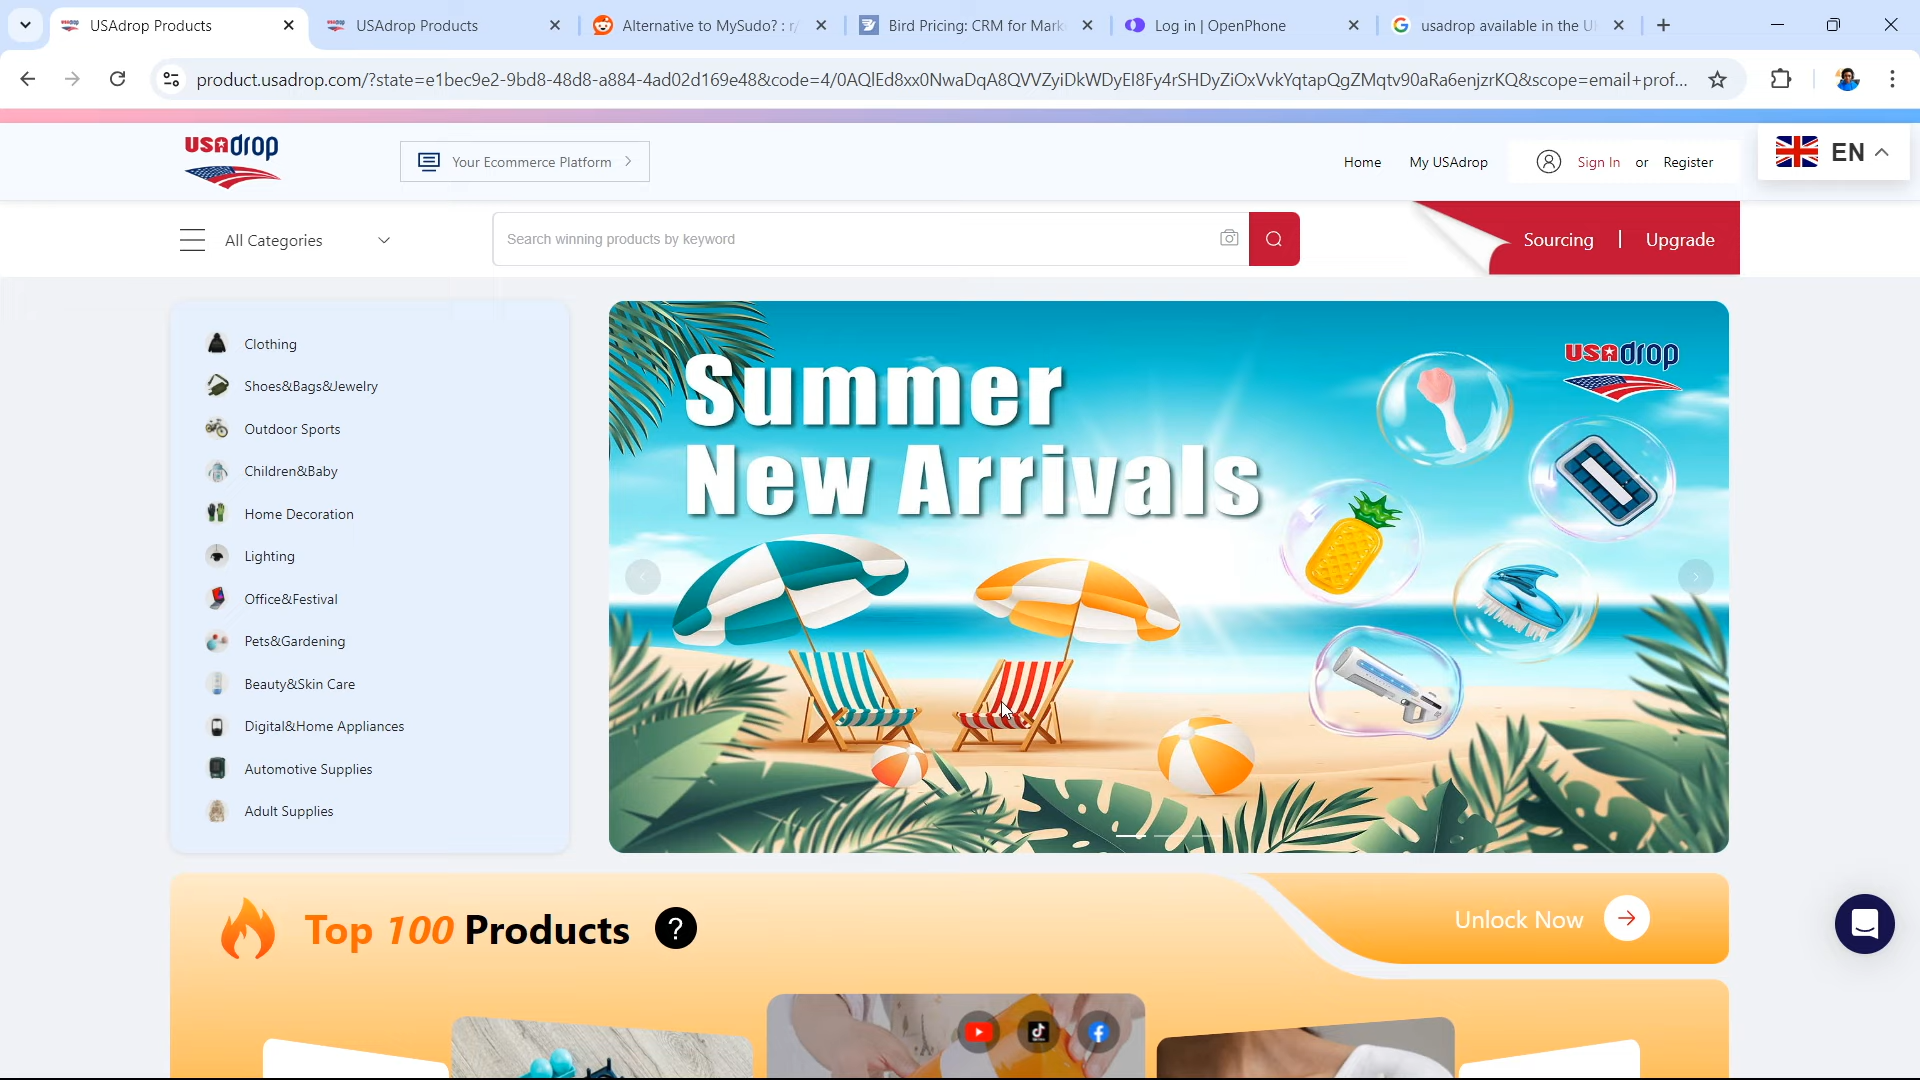 USAdrop Products
USAdrop Products
Alternative to MySudo? : r/
Bird Pricing: CRM for Mark
Log in | OpenPhone
usadrop available in the UK
product.usadrop.com/?state=e1bec9e2-9bd8-48d8-a884-4ad02d169e48&code=4/0AQlEd8xx0NwaDqA8QVVZyiDkWDyEI8Fy4rSHDyZiOxVvkYqtapQgZMqtv90aRa6enjzrKQ&scope=email+prof...
USAdrop
Your Ecommerce Platform
Home
My USAdrop
Sign In or Register
EN
All Categories
Search winning products by keyword
Sourcing | Upgrade
Clothing
Shoes&Bags&Jewelry
Outdoor Sports
Children&Baby
Home Decoration
Lighting
Office&Festival
Pets&Gardening
Beauty&Skin Care
Digital&Home Appliances
Automotive Supplies
Adult Supplies
Summer
New Arrivals
USAdrop
Top 100 Products ?
Unlock Now